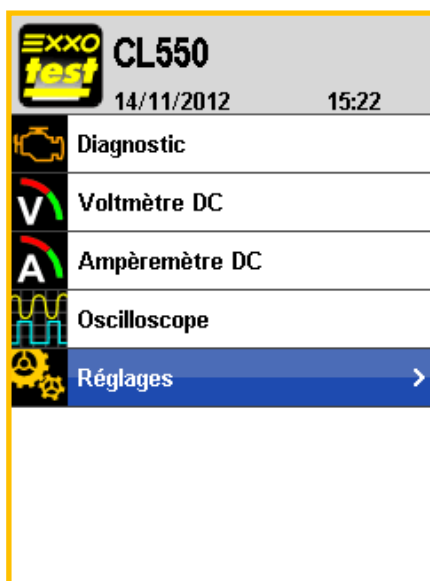 EXXO
test
CL550
14/11/2012 15:22
Diagnostic
V Voltmètre DC
A Ampèremètre DC
Oscilloscope
Réglages >